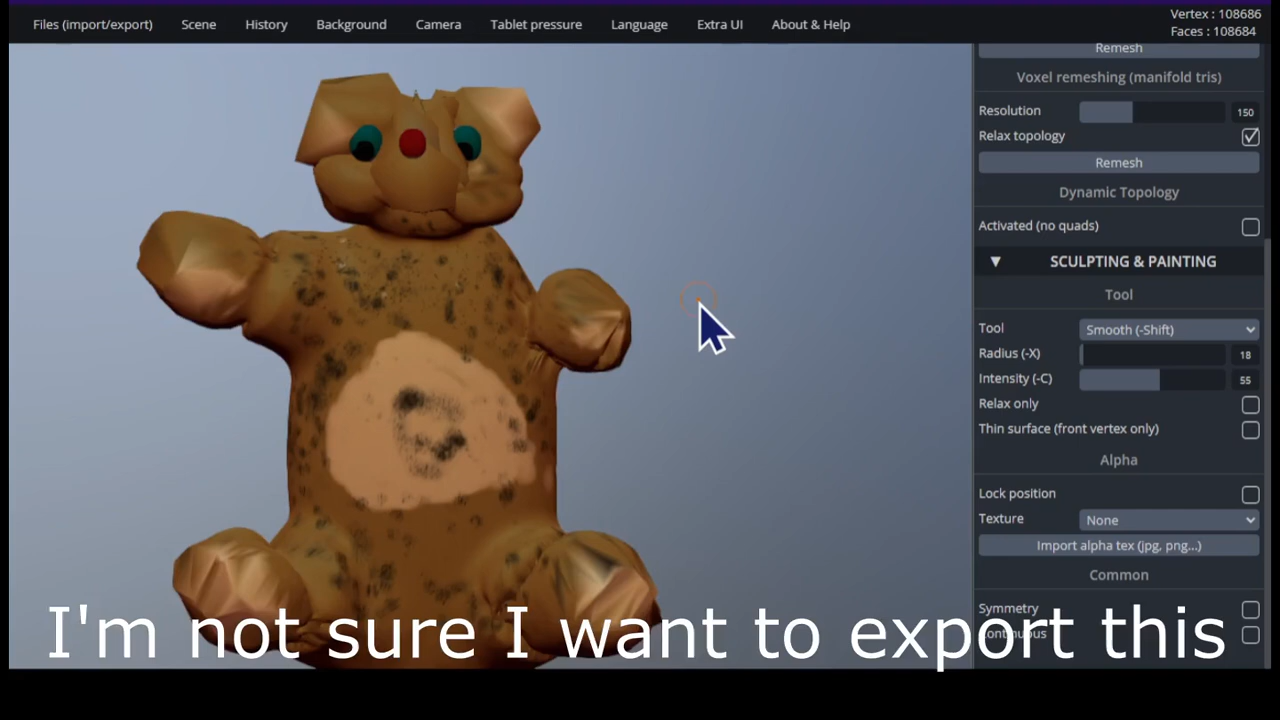 Files (import/export) Scene History Background Camera Tablet pressure Language Extra UI About & Help
Vertex : 108686
Faces : 108684
Remesh
Voxel remeshing (manifold tris)
Resolution 150
Relax topology
Remesh
Dynamic Topology
Activated (no quads)
SCULPTING & PAINTING
Tool
Tool Smooth (-Shift)
Radius (-X) 18
Intensity (-C) 55
Relax only
Thin surface (front vertex only)
Alpha
Lock position
Texture None
Import alpha tex (jpg, png...)
Common
Symmetry
Continuous
I'm not sure I want to export this